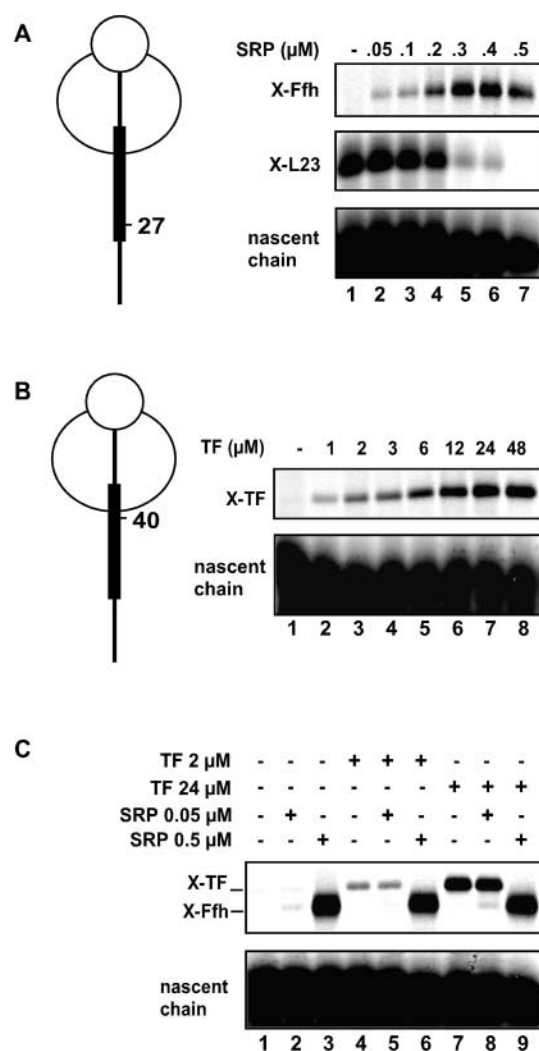 A
SRP (µM) - .05 .1 .2 .3 .4 .5
X-Ffh
X-L23
27
nascent
chain
1 2 3 4 5 6 7
B
TF (µM) - 1 2 3 6 12 24 48
X-TF
40
nascent
chain
1 2 3 4 5 6 7 8
C
TF 2 µM - - - + + + - - -
TF 24 µM - - - - - - + + +
SRP 0.05 µM - + - - + - - + -
SRP 0.5 µM - - + - - + - - +
X-TF
X-Ffh
nascent
chain
1 2 3 4 5 6 7 8 9